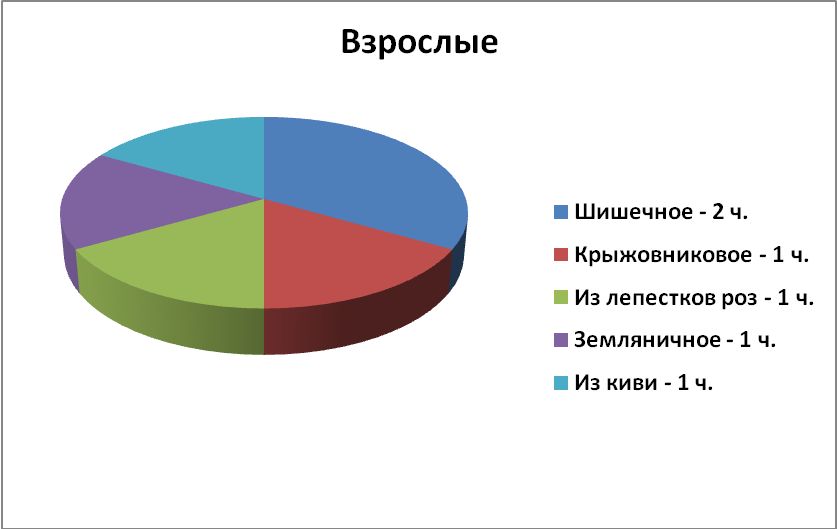 Взрослые
Шишечное - 2 ч.
Крыжовниковое - 1 ч.
Из лепестков роз - 1 ч.
Земляничное - 1 ч.
Из киви - 1 ч.